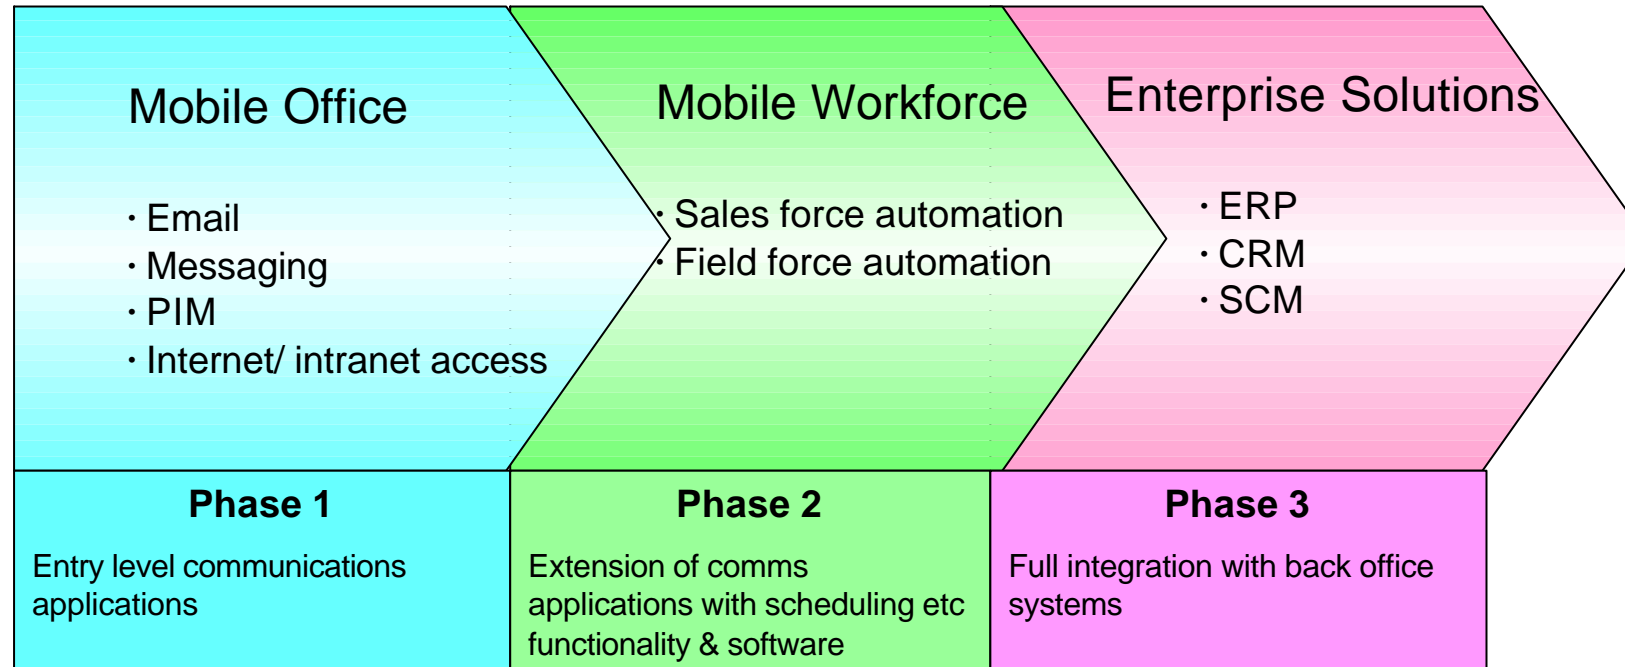 Mobile Office
· Email
· Messaging
· PIM
· Internet/ intranet access
Mobile Workforce
· Sales force automation
· Field force automation
Enterprise Solutions
· ERP
· CRM
· SCM
Phase 1
Entry level communications
applications
Phase 2
Extension of comms
applications with scheduling etc
functionality & software
Phase 3
Full integration with back office
systems